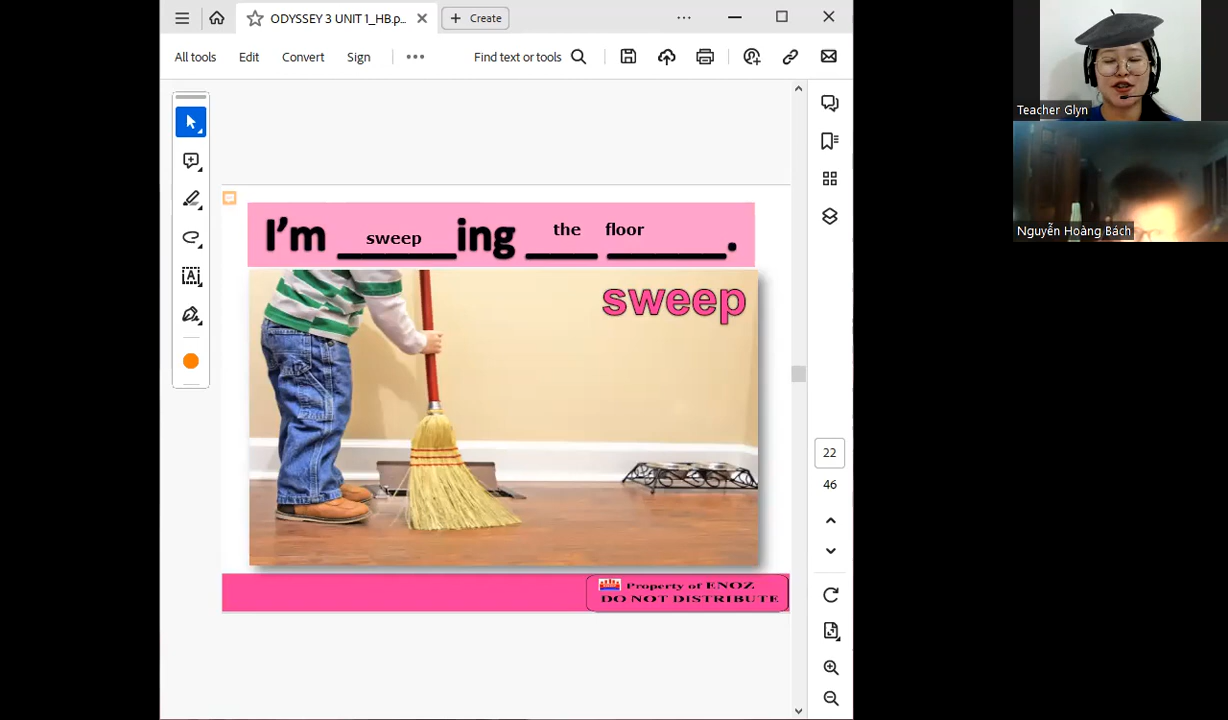 ODYSSEY 3 UNIT 1_HB.p...
Create
All tools
Edit
Convert
Sign
Find text or tools
I'm sweep ing the floor .
sweep
Property of ENOZ
DO NOT DISTRIBUTE
22
46
Teacher Glyn
Nguyễn Hoàng Bách